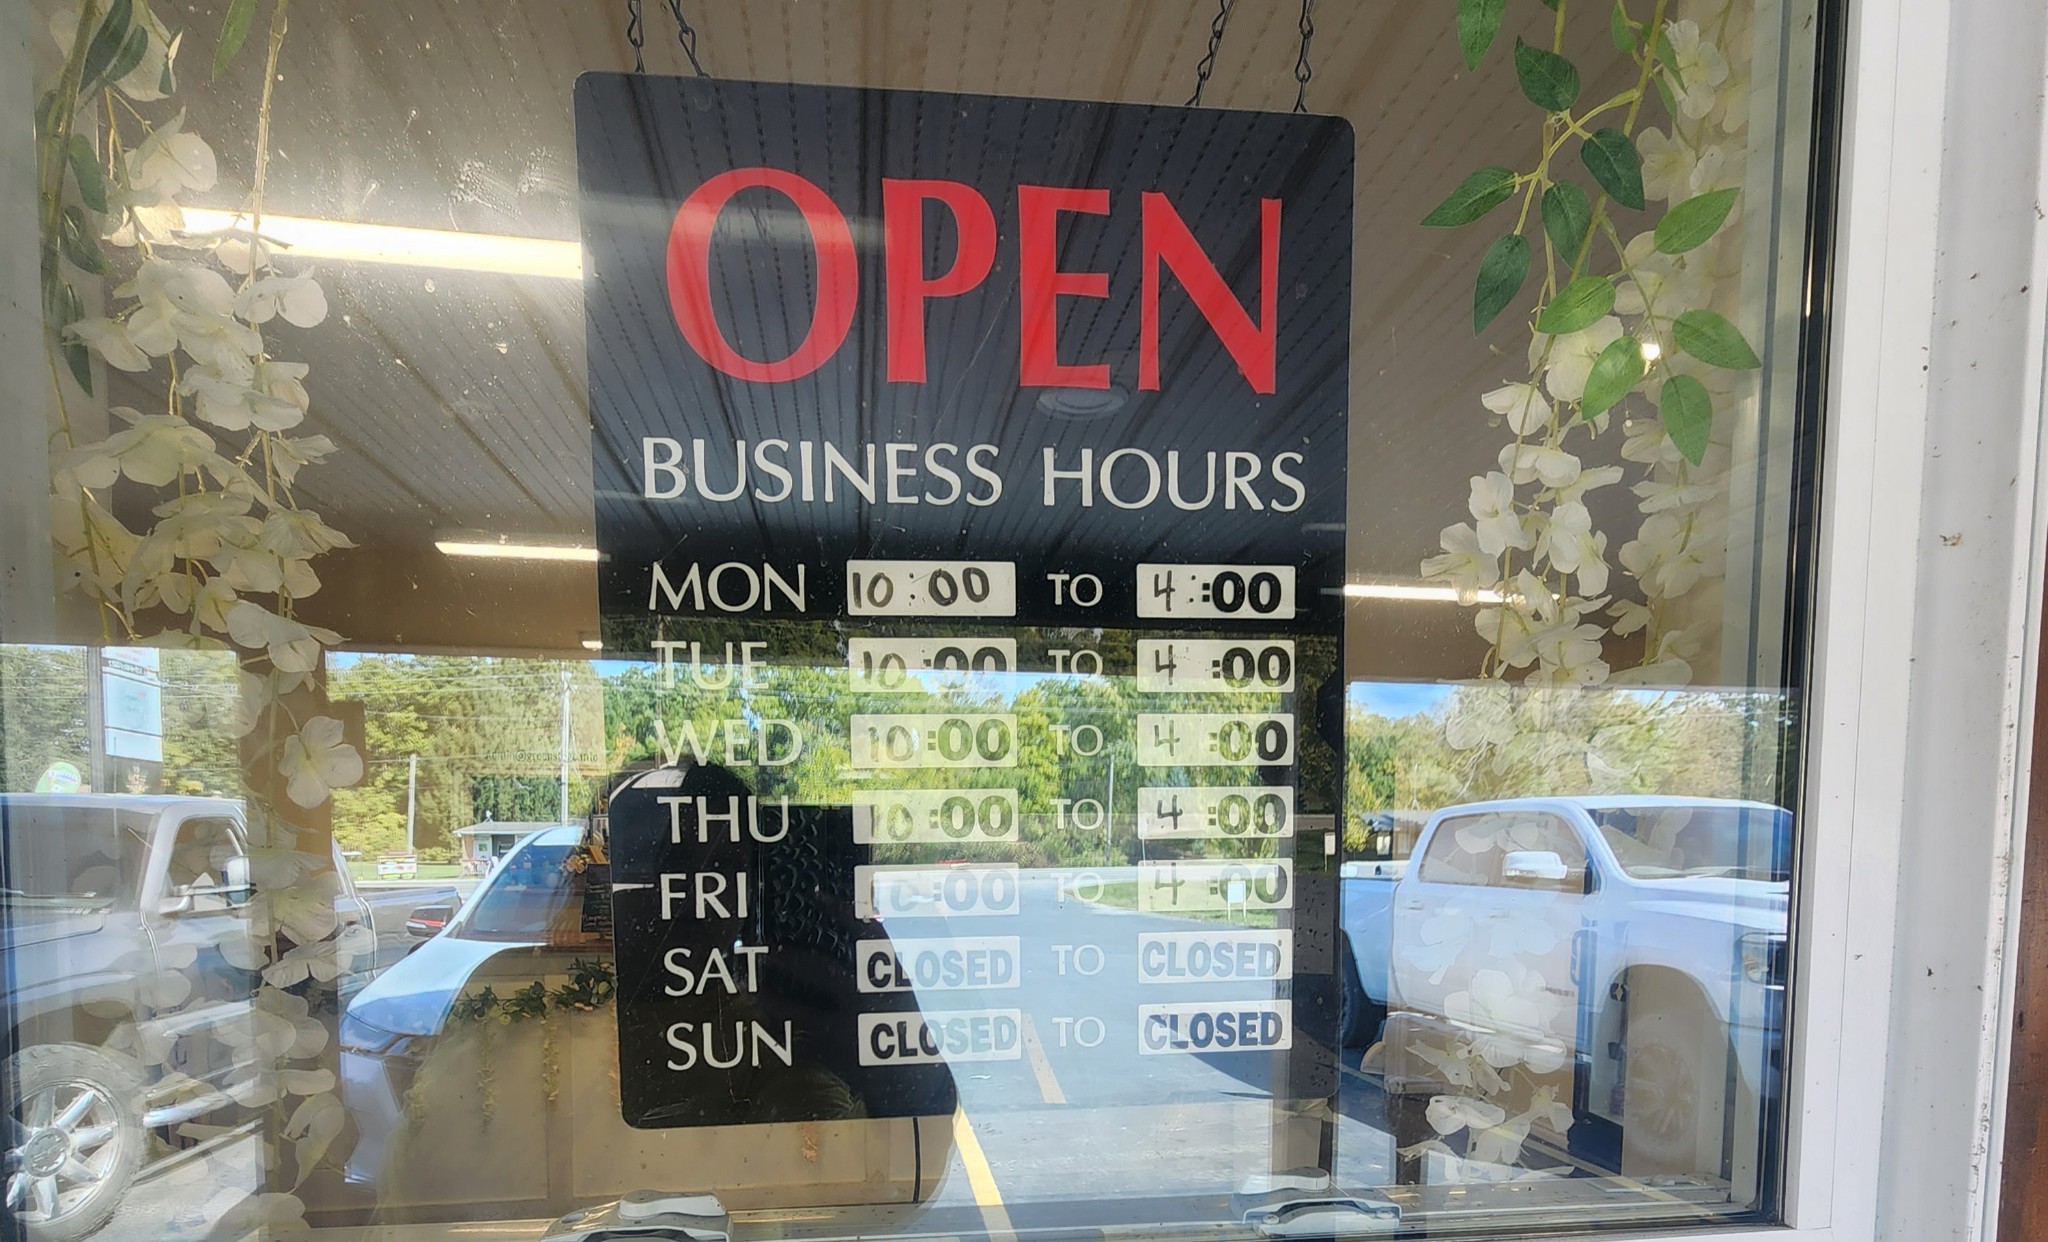 OPEN
BUSINESS HOURS
MON 10:00 TO 4:00
TUE 10:00 TO 4:00
WED 10:00 TO 4:00
THU 10:00 TO 4:00
FRI 10:00 TO 4:00
SAT CLOSED TO CLOSED
SUN CLOSED TO CLOSED